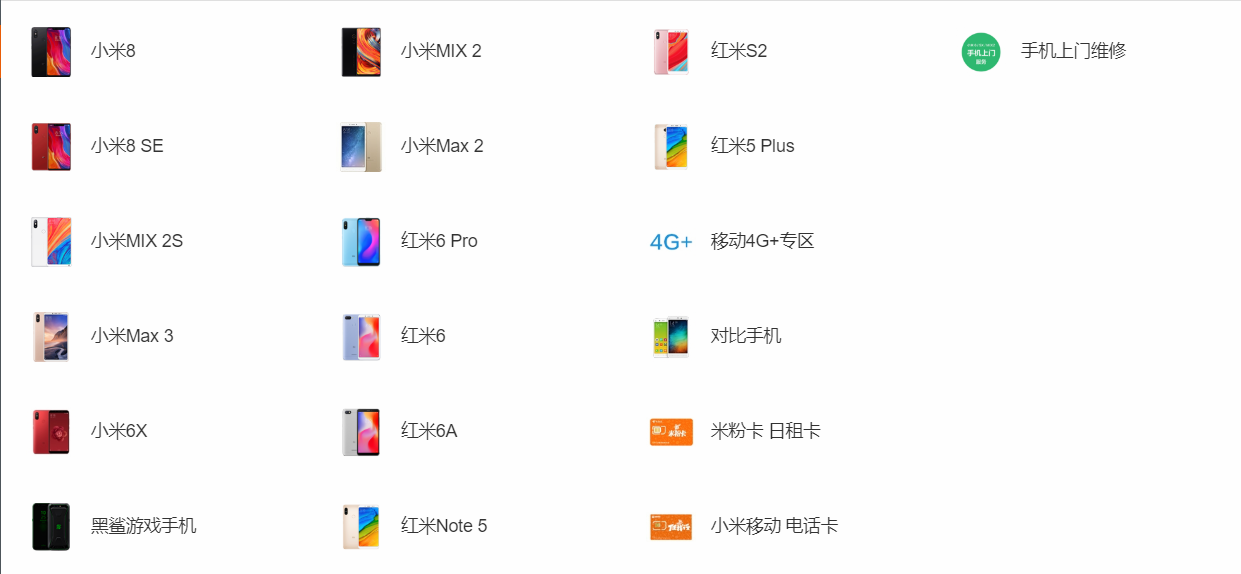 小米8
小米MIX 2
红米S2
手机上门
服务
手机上门维修
小米8 SE
小米Max 2
红米5 Plus
小米MIX 2S
红米6 Pro
4G+
移动4G+专区
小米Max 3
红米6
对比手机
小米6X
红米6A
米粉卡
米粉卡 日租卡
黑鲨游戏手机
红米Note 5
小米移动 电话卡